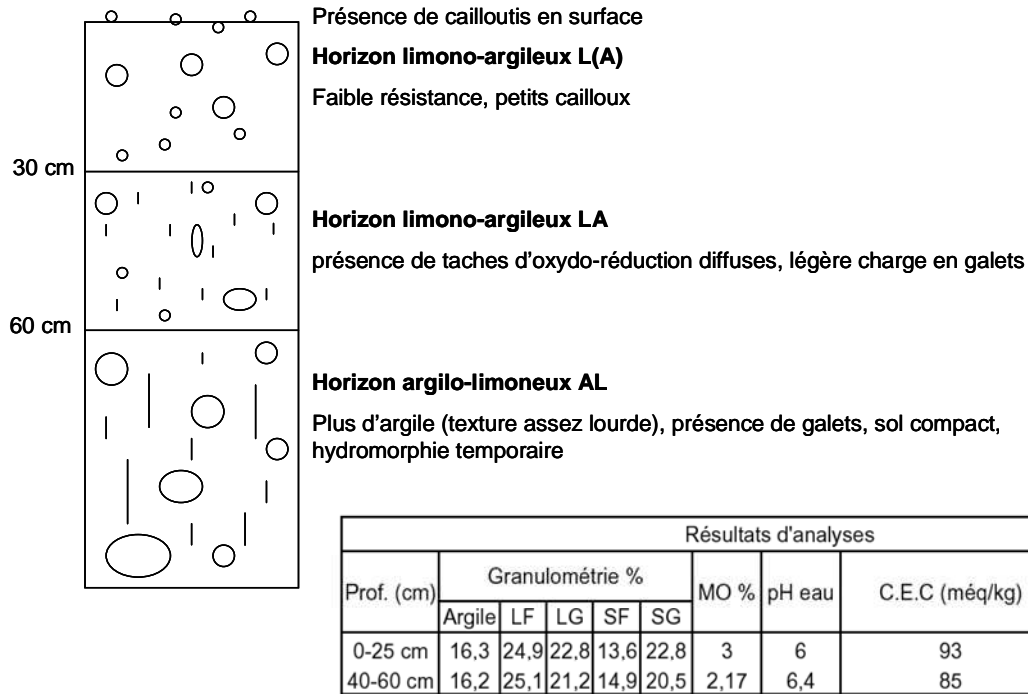 Présence de cailloutis en surface
Horizon limono-argileux L(A)
Faible résistance, petits cailloux
30 cm
Horizon limono-argileux LA
présence de taches d'oxydo-réduction diffuses, légère charge en galets
60 cm
Horizon argilo-limoneux AL
Plus d'argile (texture assez lourde), présence de galets, sol compact,
hydromorphie temporaire
Résultats d'analyses
Prof. (cm) Granulométrie % MO % pH eau C.E.C (méq/kg)
Argile LF LG SF SG
0-25 cm 16,3 24,9 22,8 13,6 22,8 3 6 93
40-60 cm 16,2 25,1 21,2 14,9 20,5 2,17 6,4 85